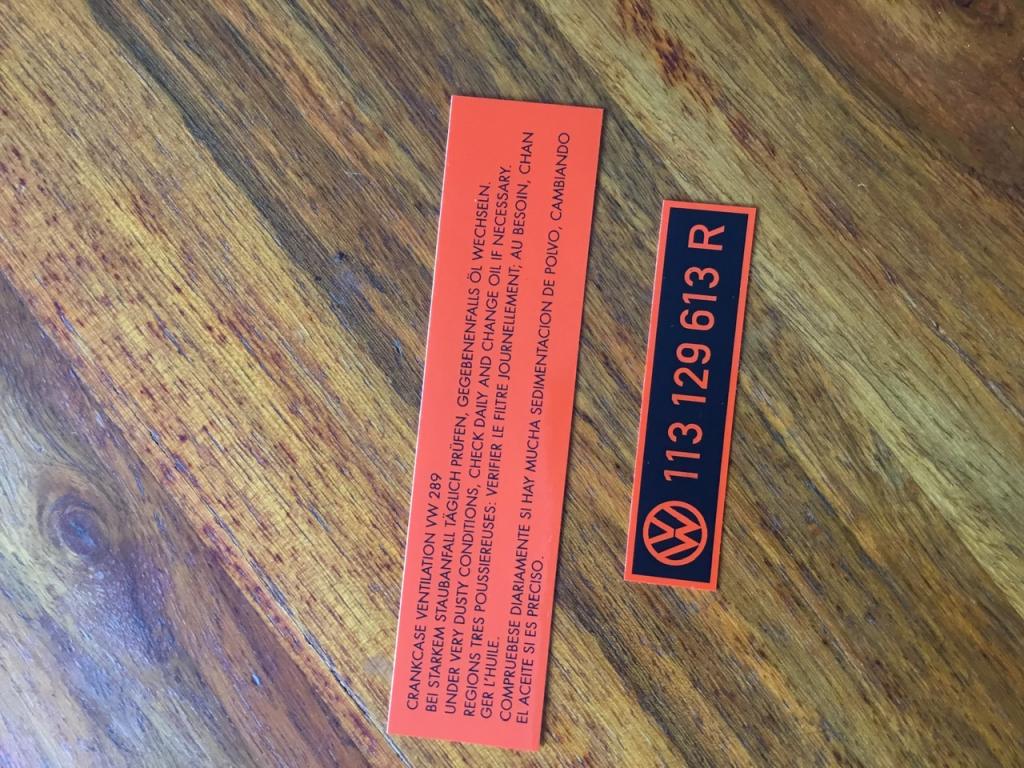 CRANKCASE VENTILATION VW 289
BEI STARKEM STAUBANFALL TÄGLICH PRÜFEN, GEGEBENENFALLS ÖL WECHSELN.
UNDER VERY DUSTY CONDITIONS, CHECK DAILY AND CHANGE OIL IF NECESSARY.
REGIONS TRES POUSSIEREUSES: VERIFIER LE FILTRE JOURNELLEMENT; AU BESOIN, CHAN
GER L'HUILE.
COMPRUEBESE DIARIAMENTE SI HAY MUCHA SEDIMENTACION DE POLVO, CAMBIANDO
EL ACEITE SI ES PRECISO.
VW 113 129 613 R